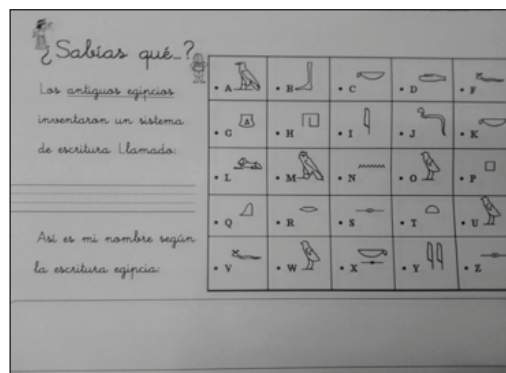 ¿Sabías qué...?
Los antiguos egipcios
inventaron un sistema
de escritura Llamado:
Así es mi nombre según
la escritura egipcia:
• A • B • C • D • F
• G • H • I • J • K
• L • M • N • O • P
• Q • R • S • T • U
• V • W • X • Y • Z